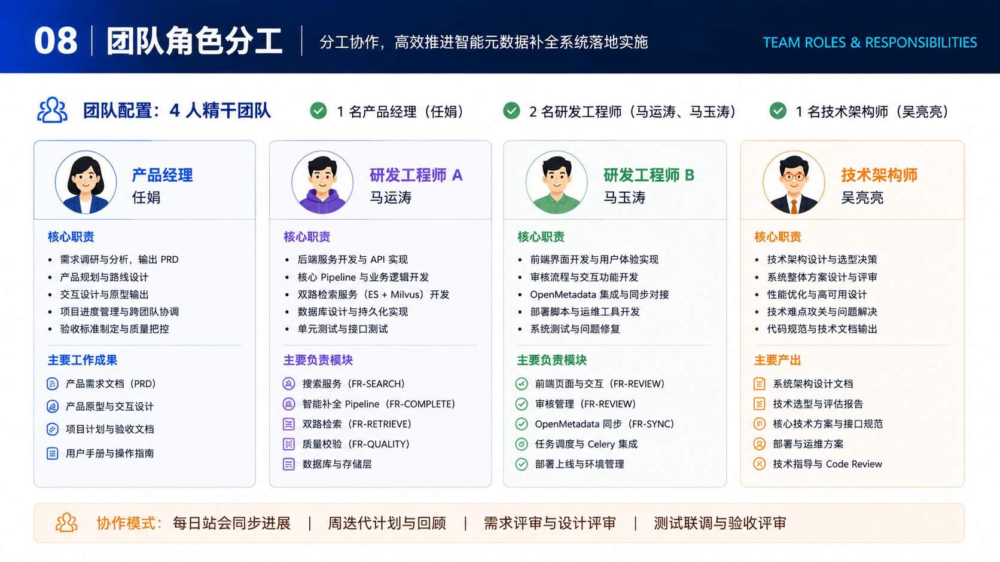 08 团队角色分工 分工协作，高效推进智能元数据补全系统落地实施 TEAM ROLES & RESPONSIBILITIES
团队配置：4 人精干团队 1 名产品经理（任娟） 2 名研发工程师（马运涛、马玉涛） 1 名技术架构师（吴亮亮）
产品经理
任娟
核心职责
• 需求调研与分析，输出 PRD
• 产品规划与路线设计
• 交互设计与原型输出
• 项目进度管理与跨团队协调
• 验收标准制定与质量把控
主要工作成果
产品需求文档（PRD）
产品原型与交互设计
项目计划与验收文档
用户手册与操作指南
研发工程师 A
马运涛
核心职责
• 后端服务开发与 API 实现
• 核心 Pipeline 与业务逻辑开发
• 双路检索服务（ES + Milvus）开发
• 数据库设计与持久化实现
• 单元测试与接口测试
主要负责模块
搜索服务（FR-SEARCH）
智能补全 Pipeline（FR-COMPLETE）
双路检索（FR-RETRIEVE）
质量校验（FR-QUALITY）
数据库与存储层
研发工程师 B
马玉涛
核心职责
• 前端界面开发与用户体验实现
• 审核流程与交互功能开发
• OpenMetadata 集成与同步对接
• 部署脚本与运维工具开发
• 系统测试与问题修复
主要负责模块
前端页面与交互（FR-REVIEW）
审核管理（FR-REVIEW）
OpenMetadata 同步（FR-SYNC）
任务调度与 Celery 集成
部署上线与环境管理
技术架构师
吴亮亮
核心职责
• 技术架构设计与选型决策
• 系统整体方案设计与评审
• 性能优化与高可用设计
• 技术难点攻关与问题解决
• 代码规范与技术文档输出
主要产出
系统架构设计文档
技术选型与评估报告
核心技术方案与接口规范
部署与运维方案
技术指导与 Code Review
协作模式：每日站会同步进展 | 周迭代计划与回顾 | 需求评审与设计评审 | 测试联调与验收评审